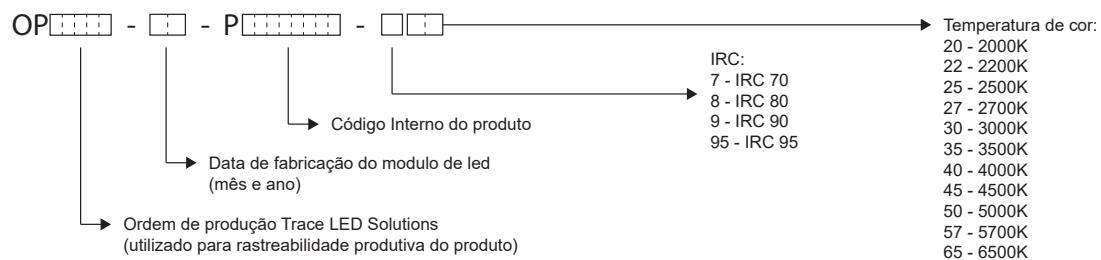 OP - - P -
Temperatura de cor:
20 - 2000K
22 - 2200K
25 - 2500K
27 - 2700K
30 - 3000K
35 - 3500K
40 - 4000K
45 - 4500K
50 - 5000K
57 - 5700K
65 - 6500K
IRC:
7 - IRC 70
8 - IRC 80
9 - IRC 90
95 - IRC 95
Código Interno do produto
Data de fabricação do modulo de led
(mês e ano)
Ordem de produção Trace LED Solutions
(utilizado para rastreabilidade produtiva do produto)